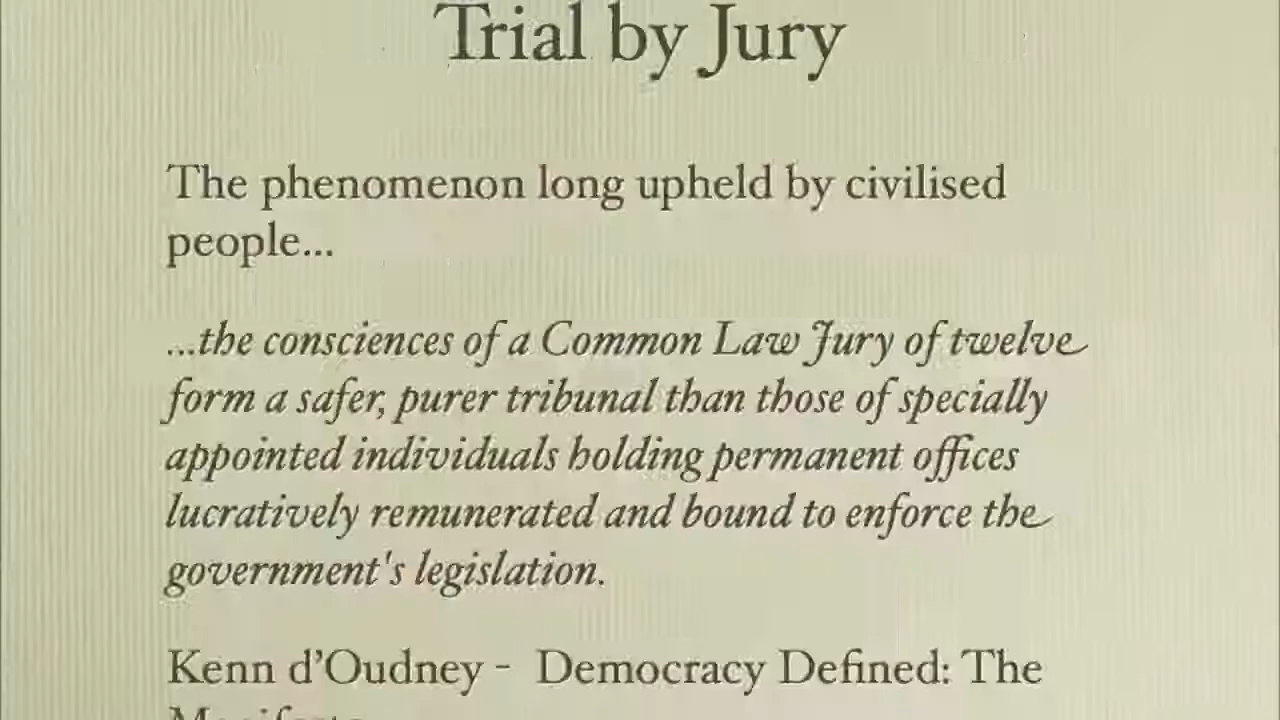 Trial by Jury
The phenomenon long upheld by civilised
people...
...the consciences of a Common Law Jury of twelve
form a safer, purer tribunal than those of specially
appointed individuals holding permanent offices
lucratively remunerated and bound to enforce the
government's legislation.
Kenn d’Oudney - Democracy Defined: The